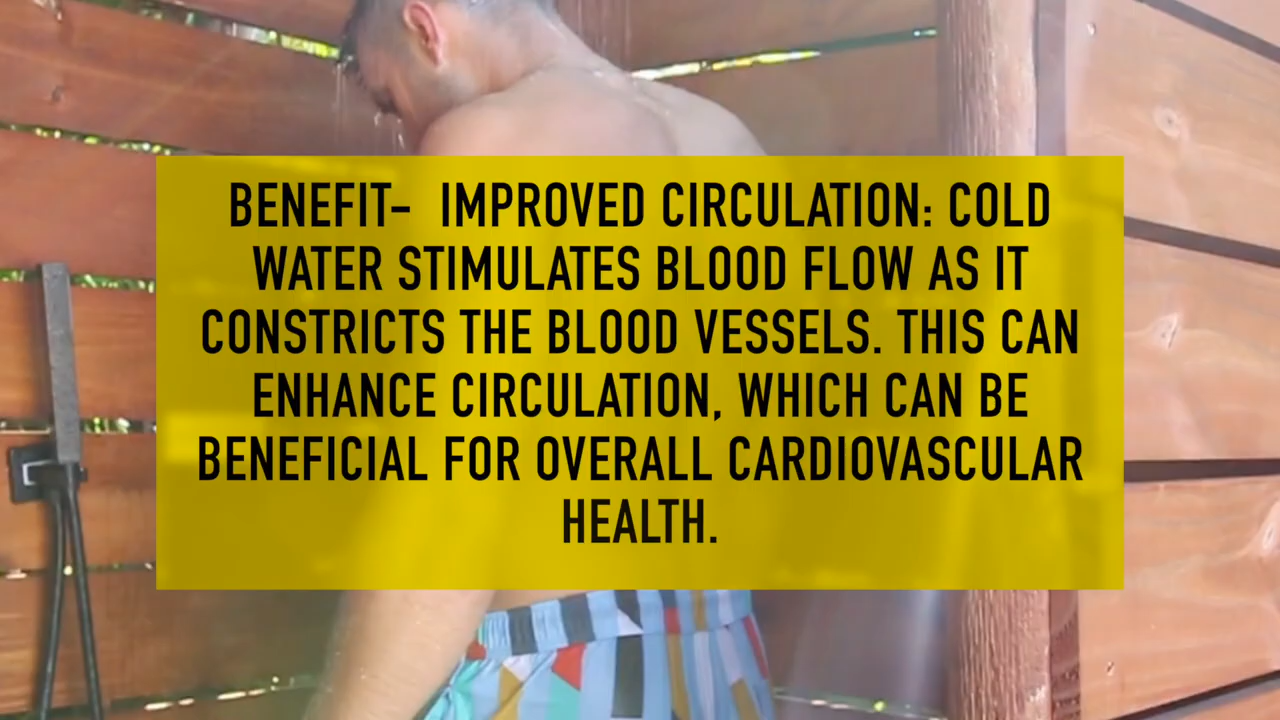 BENEFIT-  IMPROVED CIRCULATION: COLD
WATER STIMULATES BLOOD FLOW AS IT
CONSTRICTS THE BLOOD VESSELS. THIS CAN
ENHANCE CIRCULATION, WHICH CAN BE
BENEFICIAL FOR OVERALL CARDIOVASCULAR
HEALTH.